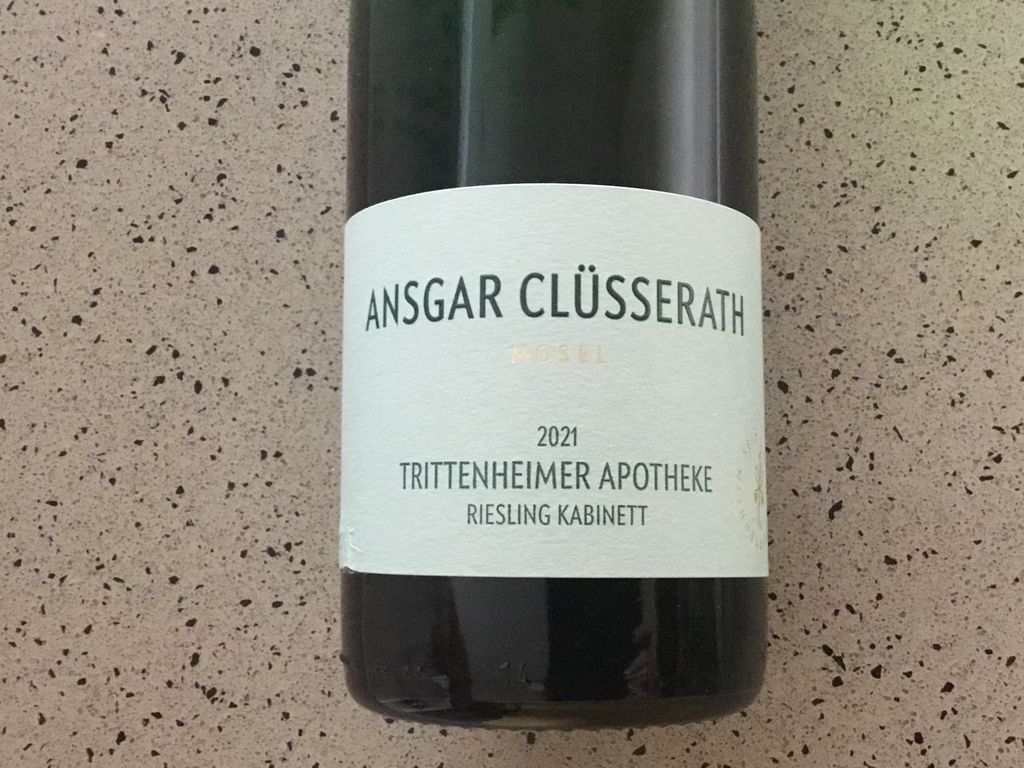 ANSGAR CLÜSSERATH
MOSEL
2021
TRITTENHEIMER APOTHEKE
RIESLING KABINETT